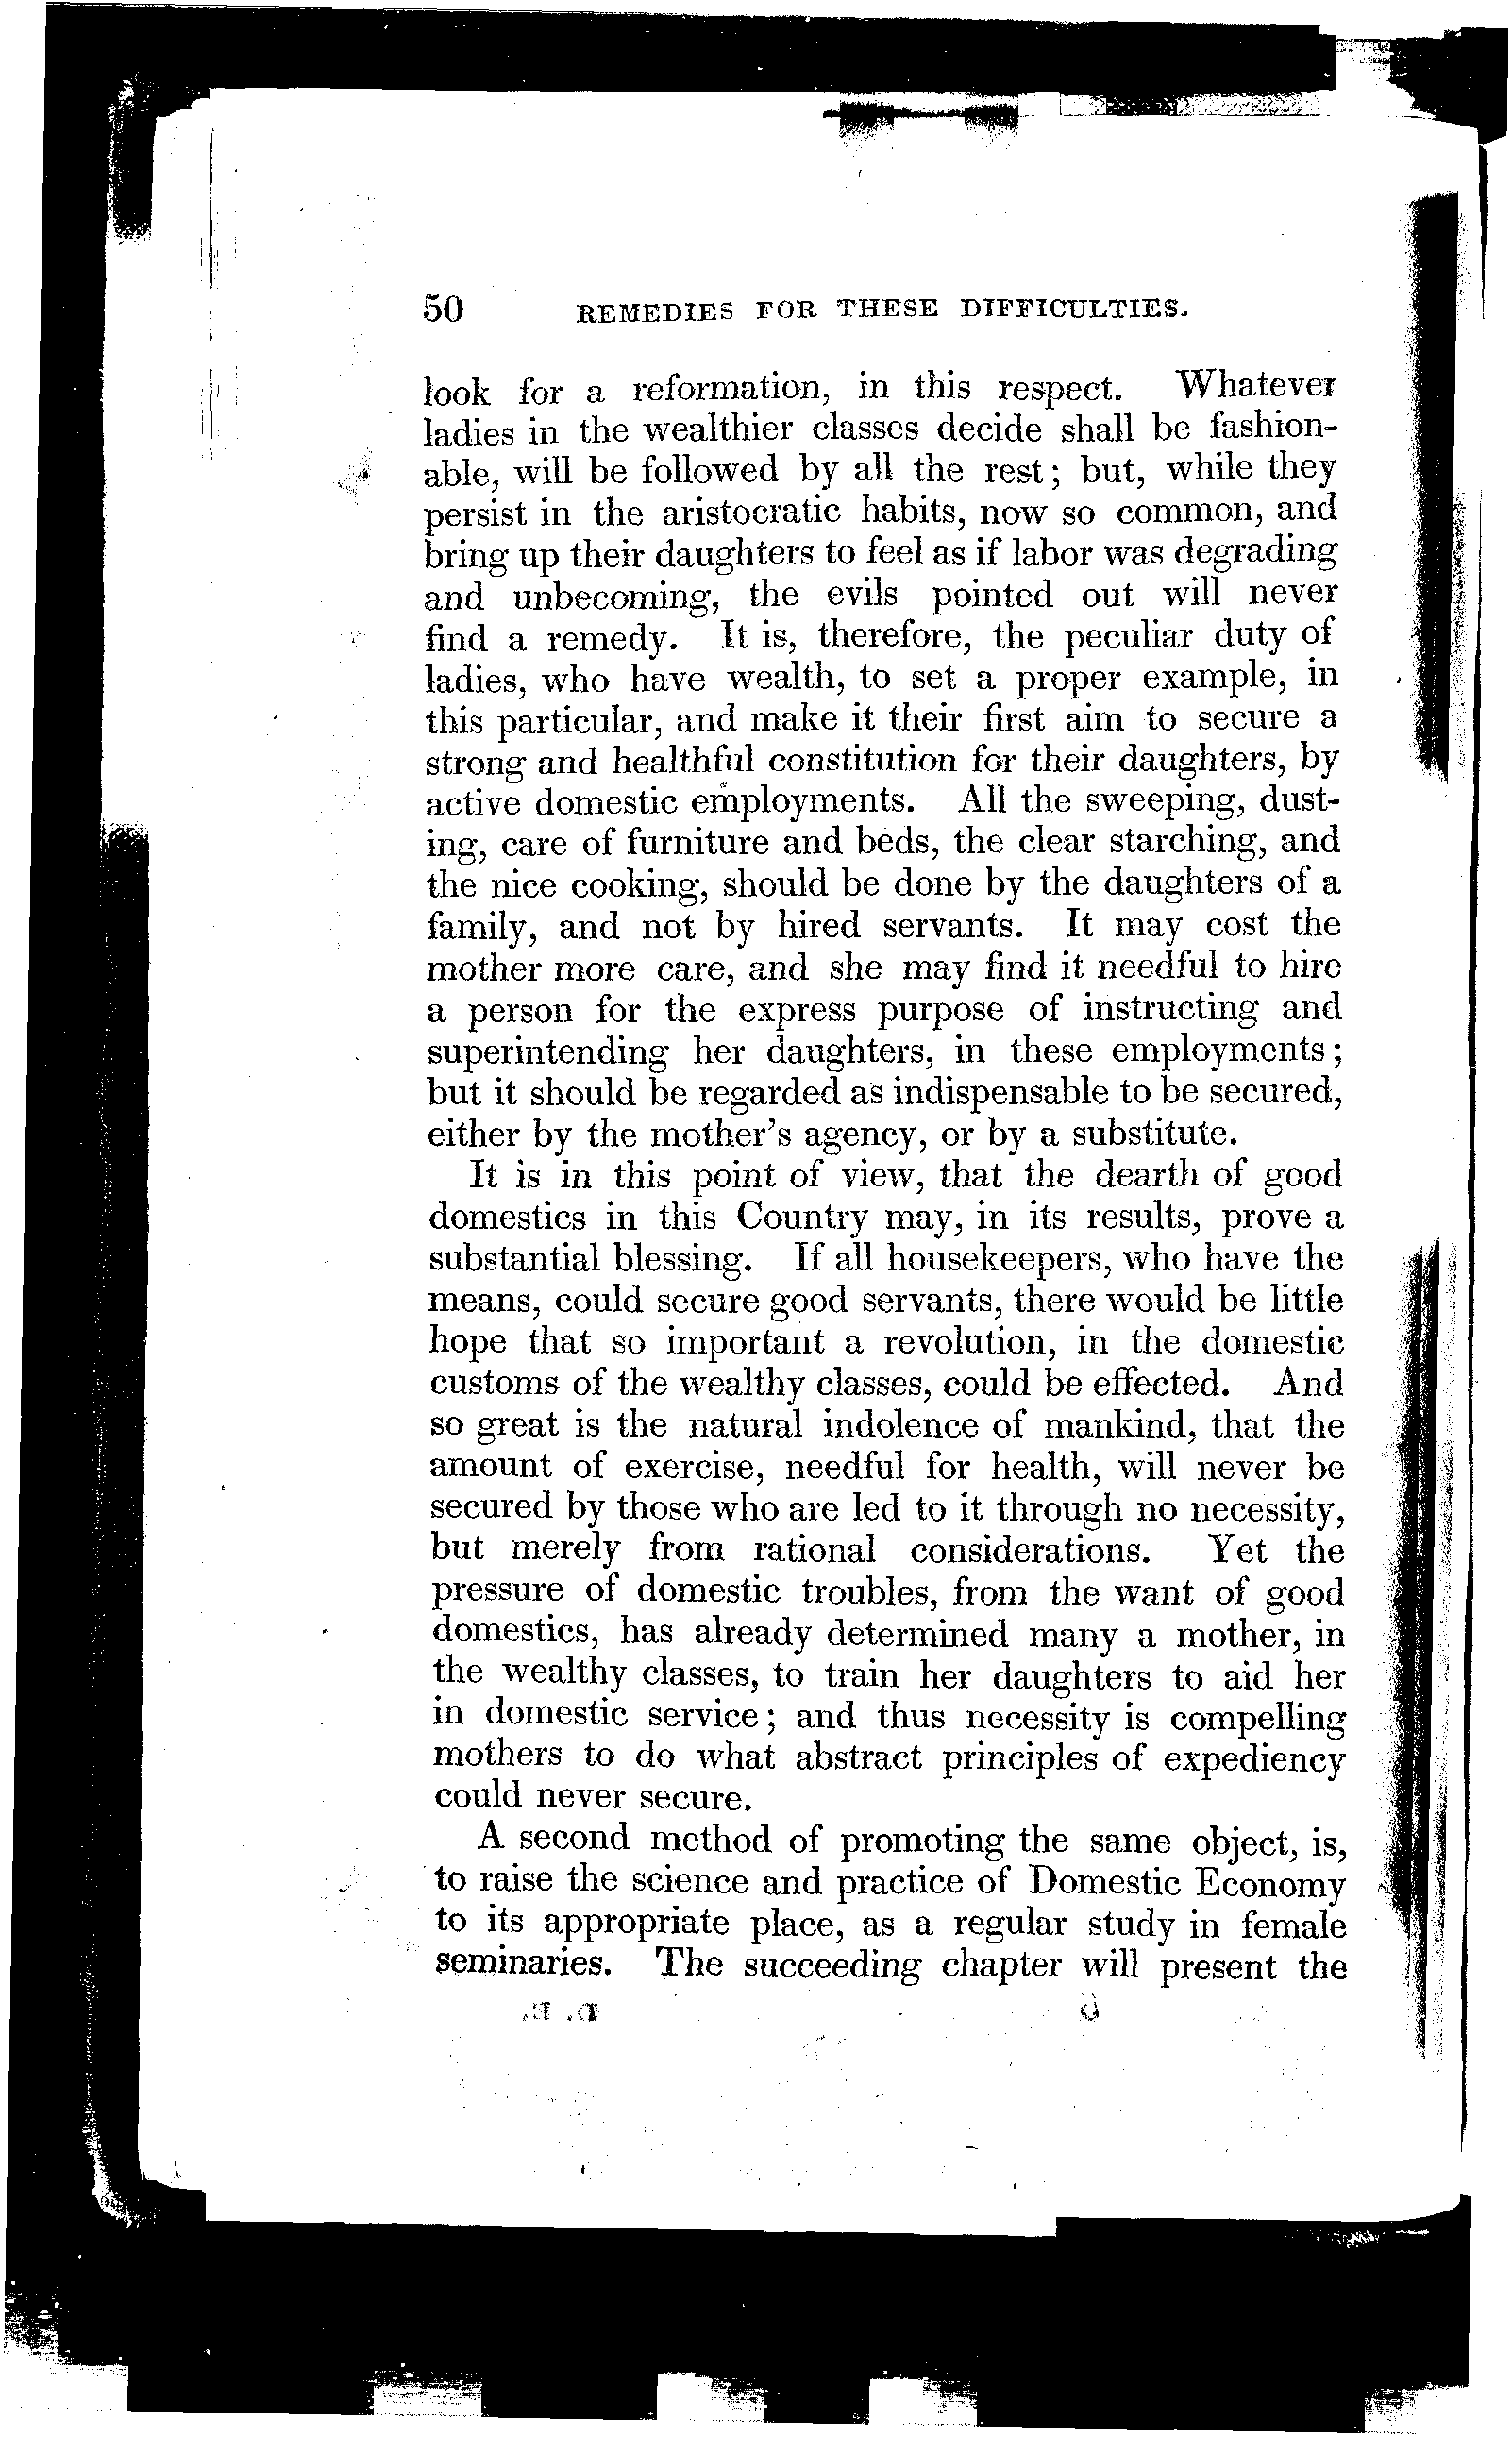 50 REMEDIES FOR THESE DIFFICULTIES.
look for a reformation, in this respect. Whatever
ladies in the wealthier classes decide shall be fashion-
able, will be followed by all the rest; but, while they
persist in the aristocratic habits, now so common, and
bring up their daughters to feel as if labor was degrading
and unbecoming, the evils pointed out will never
find a remedy. It is, therefore, the peculiar duty of
ladies, who have wealth, to set a proper example, in
this particular, and make it their first aim to secure a
strong and healthful constitution for their daughters, by
active domestic employments. All the sweeping, dust-
ing, care of furniture and beds, the clear starching, and
the nice cooking, should be done by the daughters of a
family, and not by hired servants. It may cost the
mother more care, and she may find it needful to hire
a person for the express purpose of instructing and
superintending her daughters, in these employments;
but it should be regarded as indispensable to be secured,
either by the mother's agency, or by a substitute.
It is in this point of view, that the dearth of good
domestics in this Country may, in its results, prove a
substantial blessing. If all housekeepers, who have the
means, could secure good servants, there would be little
hope that so important a revolution, in the domestic
customs of the wealthy classes, could be effected. And
so great is the natural indolence of mankind, that the
amount of exercise, needful for health, will never be
secured by those who are led to it through no necessity,
but merely from rational considerations. Yet the
pressure of domestic troubles, from the want of good
domestics, has already determined many a mother, in
the wealthy classes, to train her daughters to aid her
in domestic service; and thus necessity is compelling
mothers to do what abstract principles of expediency
could never secure.
A second method of promoting the same object, is,
to raise the science and practice of Domestic Economy
to its appropriate place, as a regular study in female
seminaries. The succeeding chapter will present the